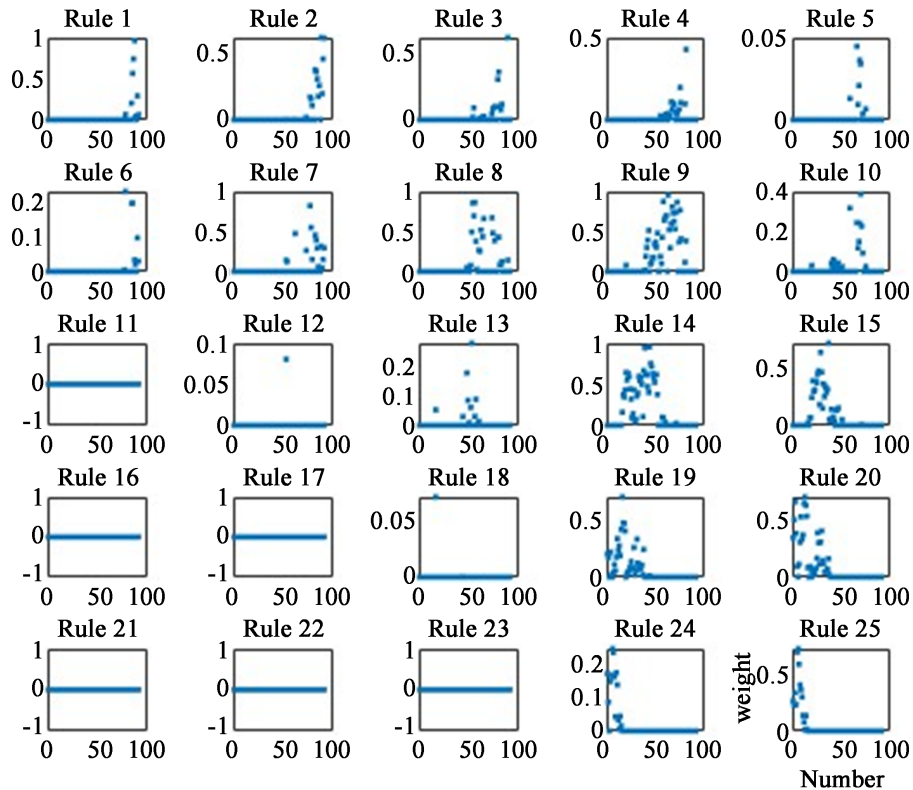 Rule 1 Rule 2 Rule 3 Rule 4 Rule 5
1 0.5 0.5 0.5 0.05
0.5
0 0 0 0 0
0 50 100 0 50 100 0 50 100 0 50 100 0 50 100
Rule 6 Rule 7 Rule 8 Rule 9 Rule 10
0.2 1 1 1 0.4
0.1 0.5 0.5 0.5 0.2
0 0 0 0 0
0 50 100 0 50 100 0 50 100 0 50 100 0 50 100
Rule 11 Rule 12 Rule 13 Rule 14 Rule 15
1 0.1 0.2 1 0.5
0 0.05 0.1 0.5
-1 0 0 0 0
0 50 100 0 50 100 0 50 100 0 50 100 0 50 100
Rule 16 Rule 17 Rule 18 Rule 19 Rule 20
1 1 0.05 0.5 0.5
0 0
-1 -1 0 0 0
0 50 100 0 50 100 0 50 100 0 50 100 0 50 100
Rule 21 Rule 22 Rule 23 Rule 24 Rule 25
1 1 1 0.2 0.5
0 0 0 0.1
-1 -1 -1 0 0
weight
0 50 100 0 50 100 0 50 100 0 50 100 0 50 100
Number